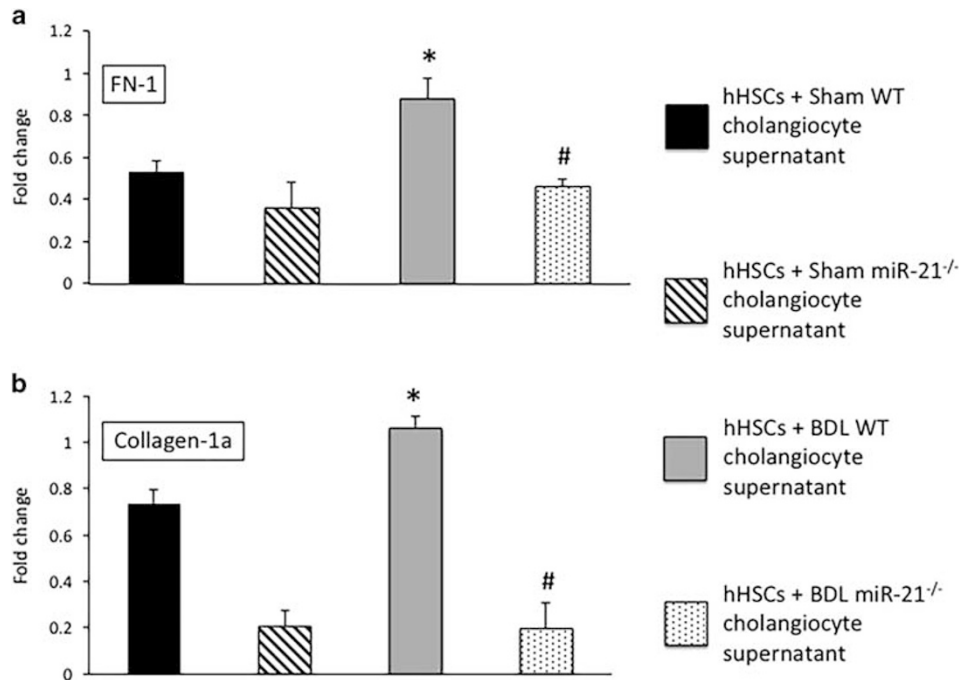 a
1.2
1
0.8
0.6
0.4
0.2
0
Fold change
FN-1
*
#
b
1.2
1
0.8
0.6
0.4
0.2
0
Fold change
Collagen-1a
*
#
hHSCs + Sham WT
cholangiocyte
supernatant
hHSCs + Sham miR-21-/-
cholangiocyte
supernatant
hHSCs + BDL WT
cholangiocyte
supernatant
hHSCs + BDL miR-21-/-
cholangiocyte
supernatant